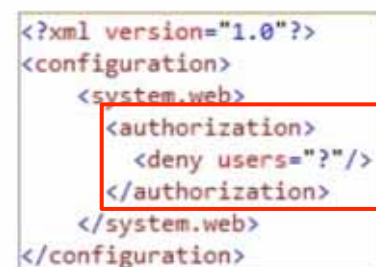 <?xml version="1.0"?>
<configuration>
<system.web>
<authorization>
<deny users="?"/>
</authorization>
</system.web>
</configuration>